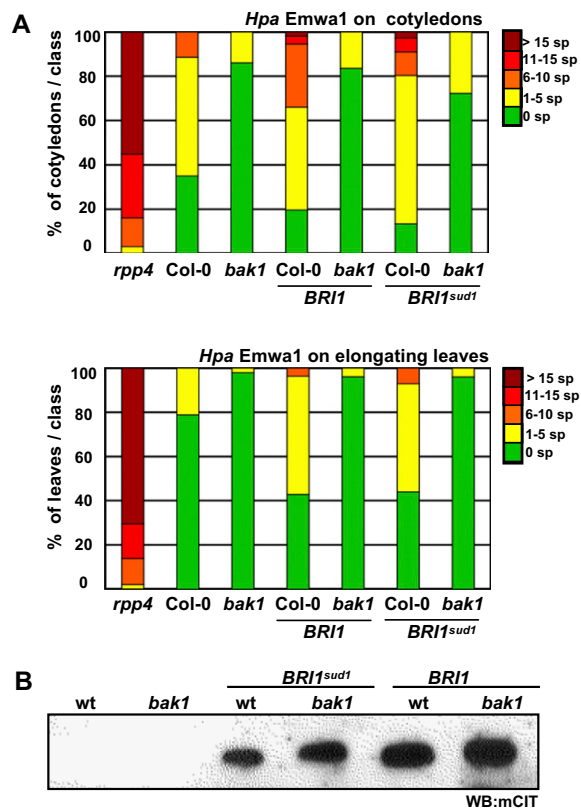 A
Hpa Emwa1 on cotyledons
% of cotyledons / class
100
80
60
40
20
0
> 15 sp
11-15 sp
6-10 sp
1-5 sp
0 sp
rpp4 Col-0 bak1 Col-0 bak1 Col-0 bak1
BRI1 BRI1sud1
Hpa Emwa1 on elongating leaves
% of leaves / class
100
80
60
40
20
0
> 15 sp
11-15 sp
6-10 sp
1-5 sp
0 sp
rpp4 Col-0 bak1 Col-0 bak1 Col-0 bak1
BRI1 BRI1sud1
B
BRI1sud1 BRI1
wt bak1 wt bak1 wt bak1
WB:mCIT